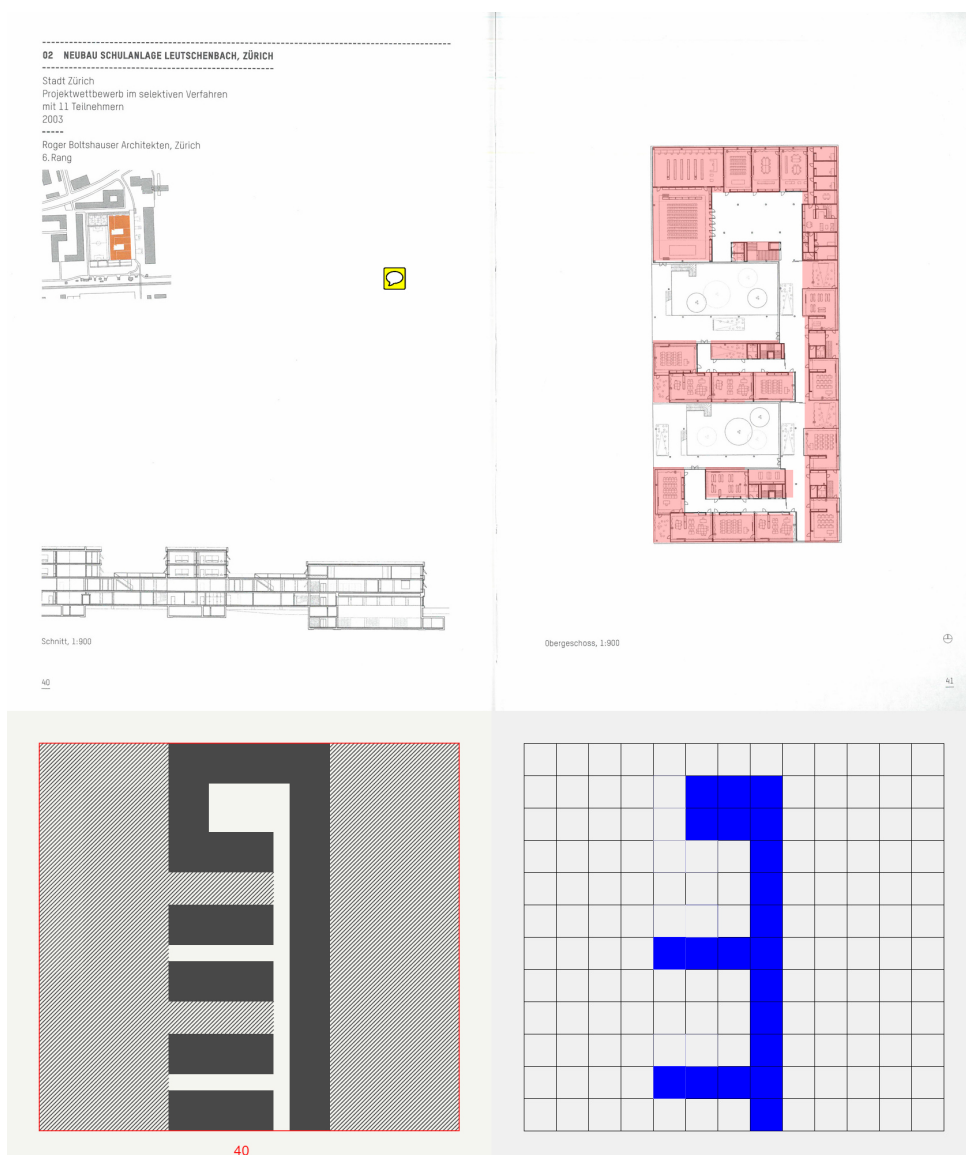 02 NEUBAU SCHULANLAGE LEUTSCHENBACH, ZÜRICH
Stadt Zürich
Projektwettbewerb im selektiven Verfahren
mit 11 Teilnehmern
2003
Roger Boltshauser Architekten, Zürich
6.Rang
Schnitt, 1:900
Obergeschoss, 1:900
40
41
40